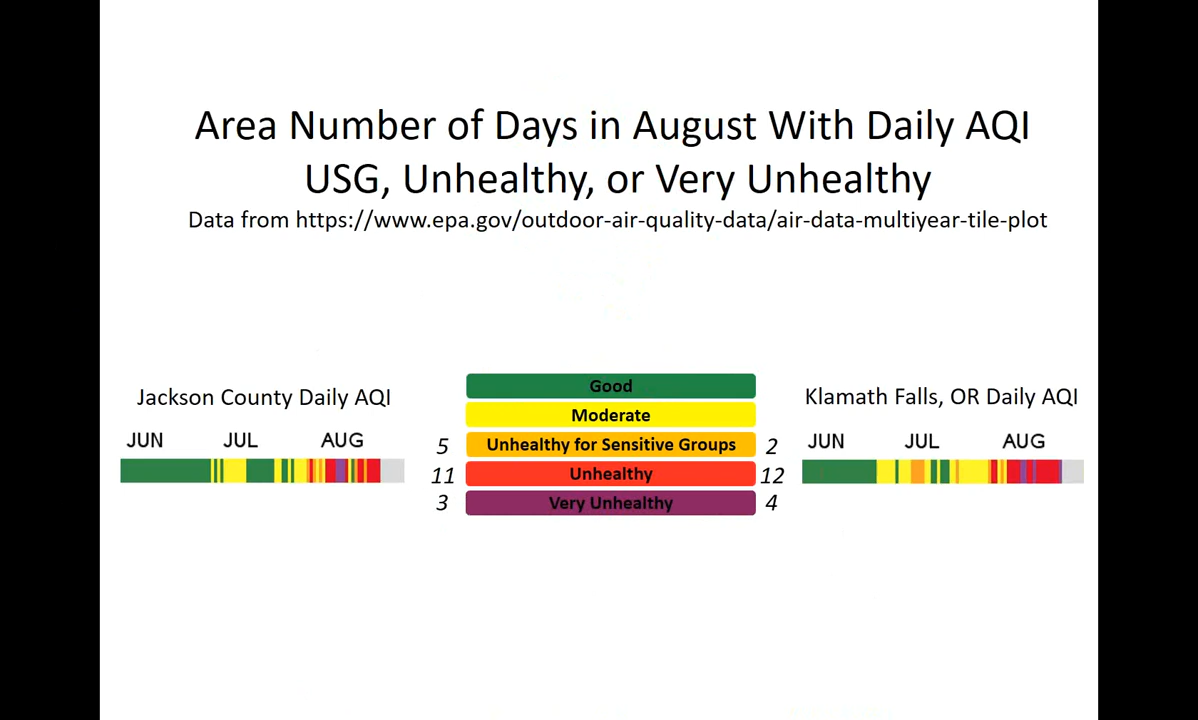 Area Number of Days in August With Daily AQI
USG, Unhealthy, or Very Unhealthy
Data from https://www.epa.gov/outdoor-air-quality-data/air-data-multiyear-tile-plot
Jackson County Daily AQI
JUN JUL AUG
Good
Moderate
5 Unhealthy for Sensitive Groups 2
11 Unhealthy 12
3 Very Unhealthy 4
Klamath Falls, OR Daily AQI
JUN JUL AUG